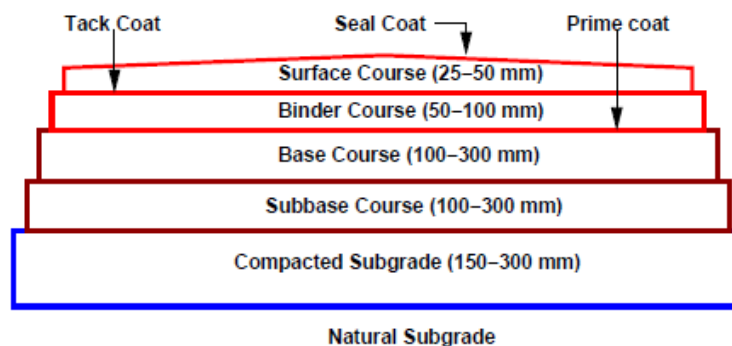 Tack Coat Seal Coat Prime coat
Surface Course (25–50 mm)
Binder Course (50–100 mm)
Base Course (100–300 mm)
Subbase Course (100–300 mm)
Compacted Subgrade (150–300 mm)
Natural Subgrade